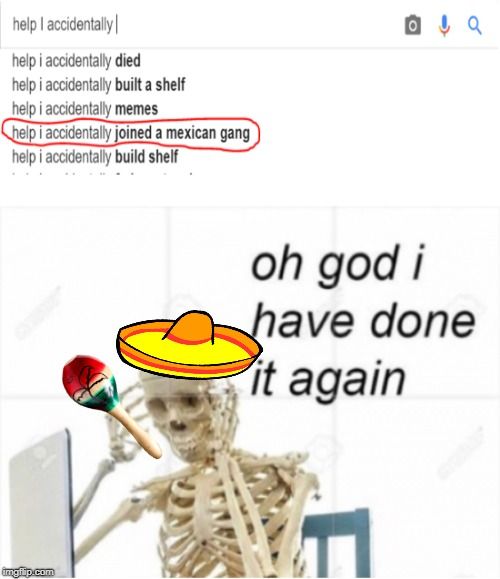 help I accidentally
help i accidentally died
help i accidentally built a shelf
help i accidentally memes
help i accidentally joined a mexican gang
help i accidentally build shelf
oh god i
have done
it again
imgflip.com